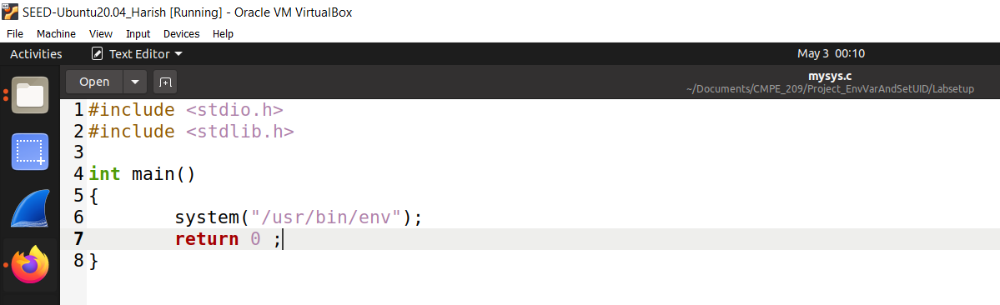 SEED-Ubuntu20.04_Harish [Running] - Oracle VM VirtualBox
File Machine View Input Devices Help
Activities Text Editor May 3 00:10
Open mysys.c
~/Documents/CMPE_209/Project_EnvVarAndSetUID/Labsetup
1 #include <stdio.h>
2 #include <stdlib.h>
3
4 int main()
5 {
6         system("/usr/bin/env");
7         return 0 ;
8 }